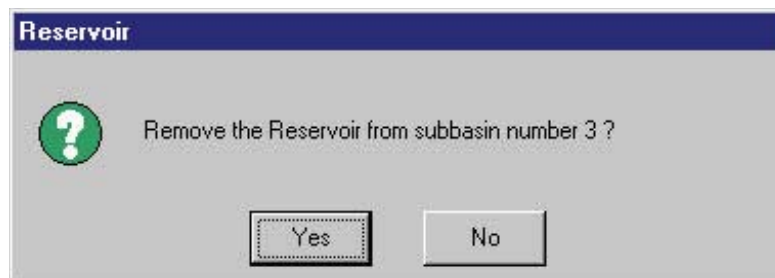 Reservoir
Remove the Reservoir from subbasin number 3 ?
Yes No